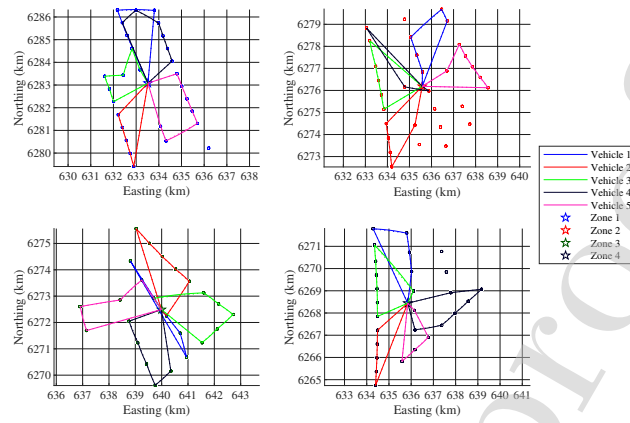 6286
6285
6284
6283
6282
6281
6280
Northing (km)
630 631 632 633 634 635 636 637 638
Easting (km)
6279
6278
6277
6276
6275
6274
6273
Northing (km)
633 634 635 636 637 638 639 640
Easting (km)
Vehicle 1
Vehicle
Vehicle 3
Vehicle 4
Vehicle 5
Zone 1
Zone 2
Zone 3
Zone 4
6275
6274
6273
6272
6271
6270
Northing (km)
636 637 638 639 640 641 642 643
Easting (km)
6271
6270
6269
6268
6267
6266
6265
Northing (km)
633 634 635 636 637 638 639 640 641
Easting (km)